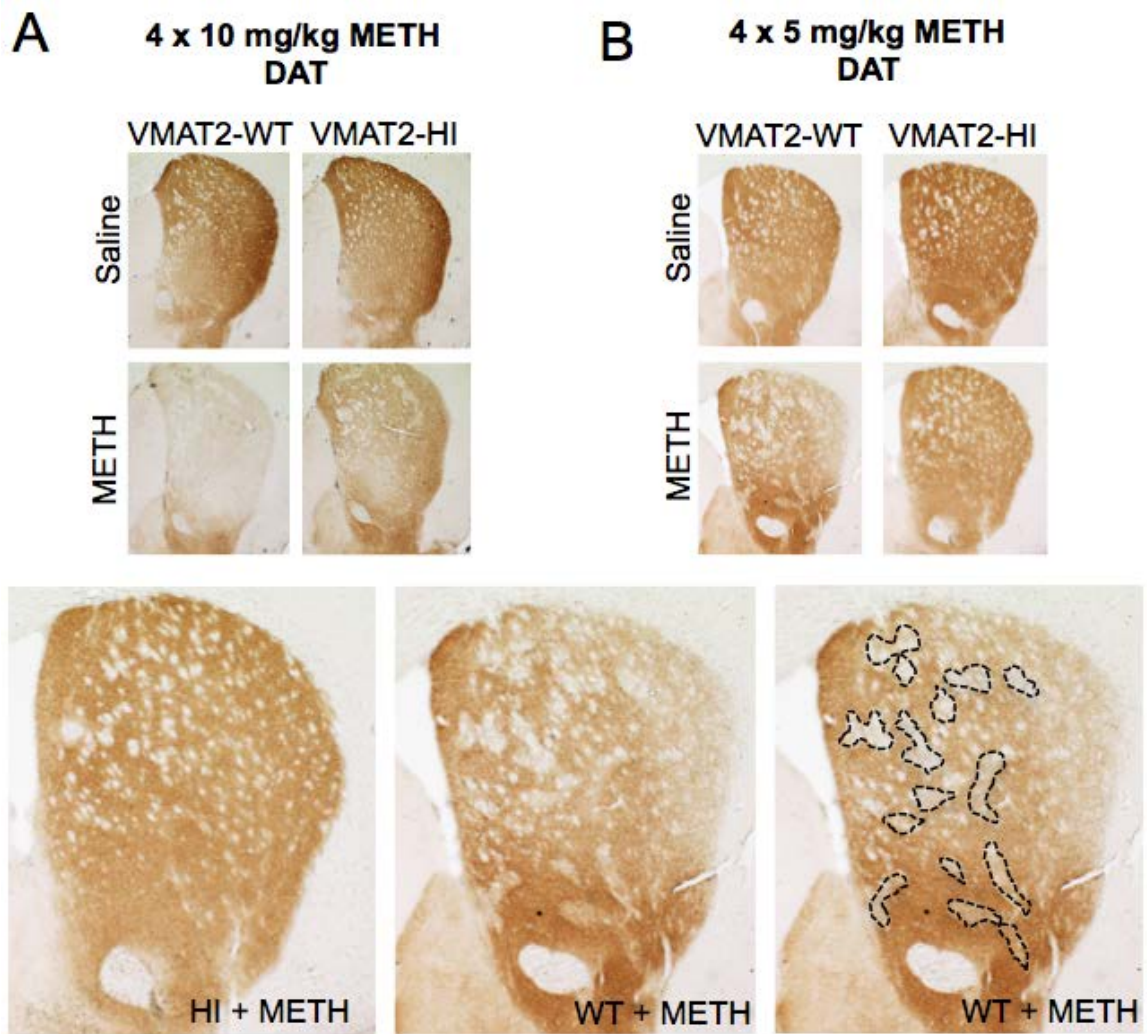 A
4 x 10 mg/kg METH
DAT
VMAT2-WT VMAT2-HI
Saline
METH
B
4 x 5 mg/kg METH
DAT
VMAT2-WT VMAT2-HI
Saline
METH
HI + METH
WT + METH
WT + METH